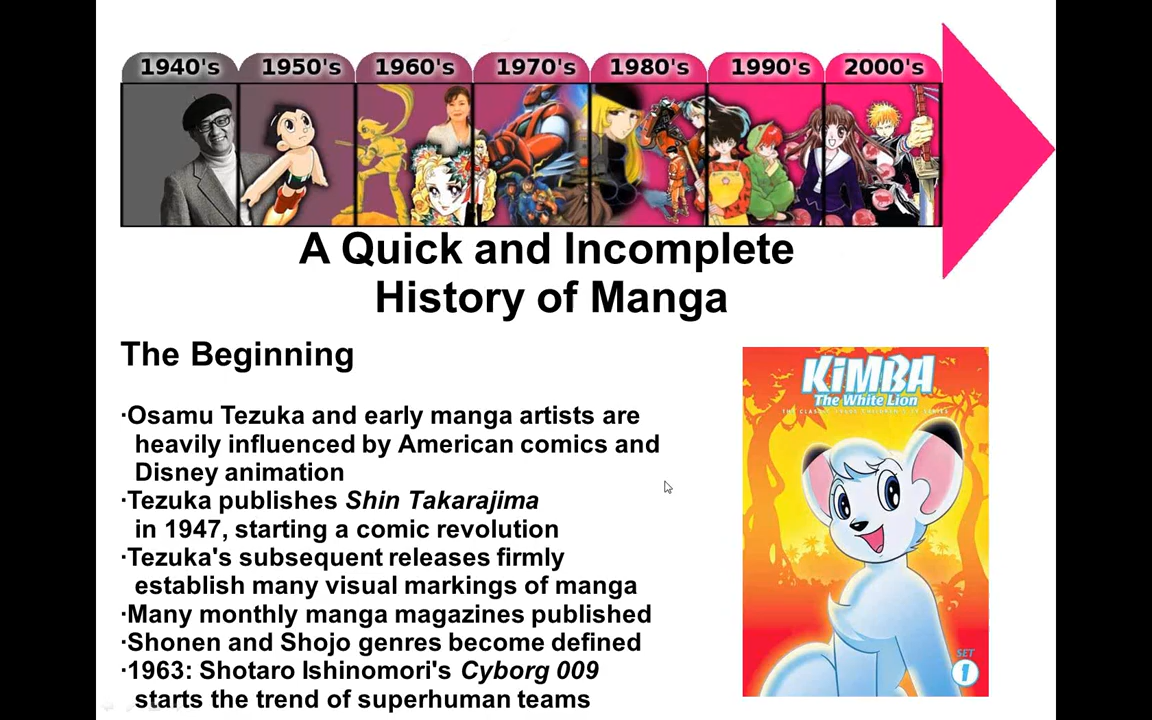 1940's 1950's 1960's 1970's 1980's 1990's 2000's
A Quick and Incomplete
History of Manga
The Beginning
·Osamu Tezuka and early manga artists are
heavily influenced by American comics and
Disney animation
·Tezuka publishes Shin Takarajima
in 1947, starting a comic revolution
·Tezuka's subsequent releases firmly
establish many visual markings of manga
·Many monthly manga magazines published
·Shonen and Shojo genres become defined
·1963: Shotaro Ishinomori's Cyborg 009
starts the trend of superhuman teams
KiMBA
The White Lion
SET
1